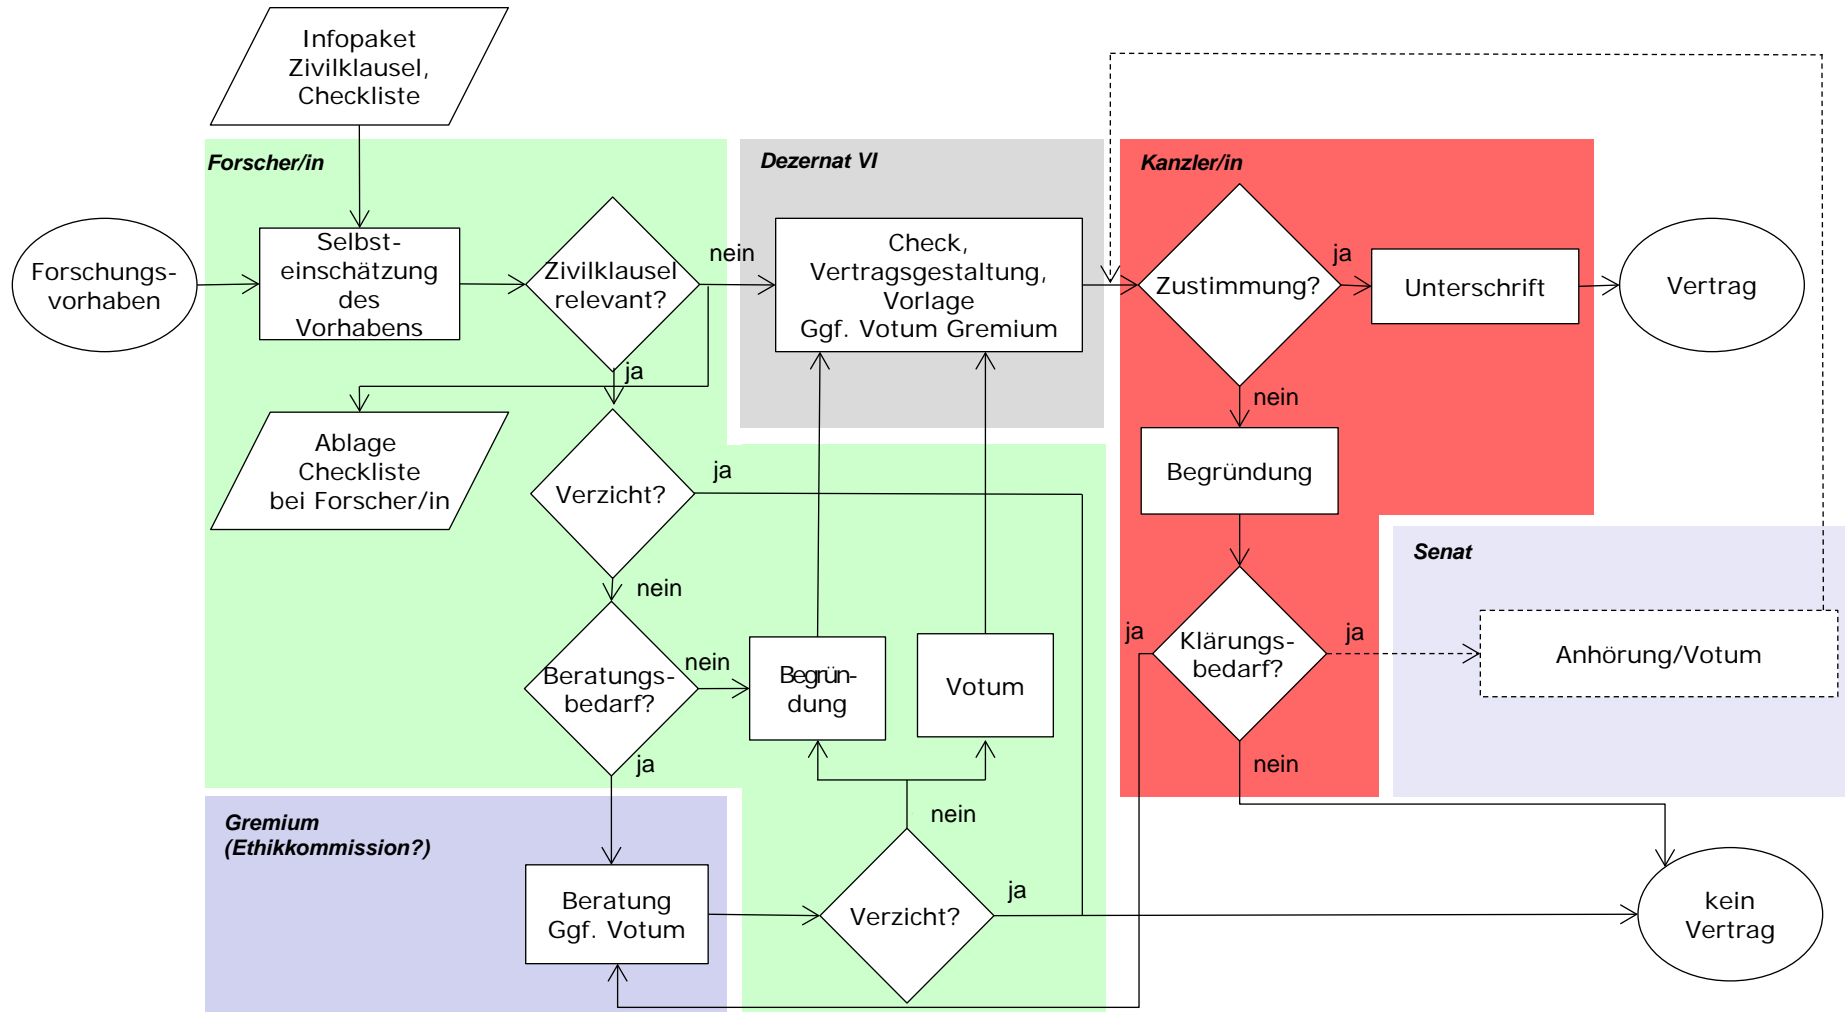 Infopaket
Zivilklausel,
Checkliste
Forscher/in
Dezernat VI
Kanzler/in
Forschungs-
vorhaben
Selbst-
einschätzung
des
Vorhabens
Zivilklausel
relevant?
nein
Check,
Vertragsgestaltung,
Vorlage
Ggf. Votum Gremium
Zustimmung?
ja
Unterschrift
Vertrag
ja
nein
Ablage
Checkliste
bei Forscher/in
Verzicht?
ja
Begründung
nein
Senat
Beratungs-
bedarf?
nein
Begrün-
dung
Votum
ja
Klärungs-
bedarf?
ja
Anhörung/Votum
ja
nein
Gremium
(Ethikkommission?)
nein
Beratung
Ggf. Votum
Verzicht?
ja
kein
Vertrag